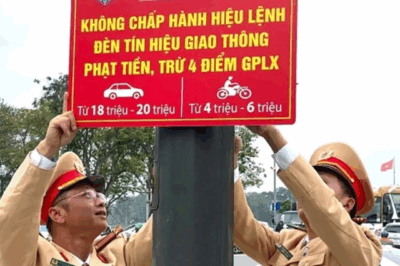 KHÔNG CHẤP HÀNH HIỆU LỆNH
ĐÈN TÍN HIỆU GIAO THÔNG
PHẠT TIỀN, TRỪ 4 ĐIỂM GPLX
Từ 18 triệu - 20 triệu
Từ 4 triệu - 6 triệu